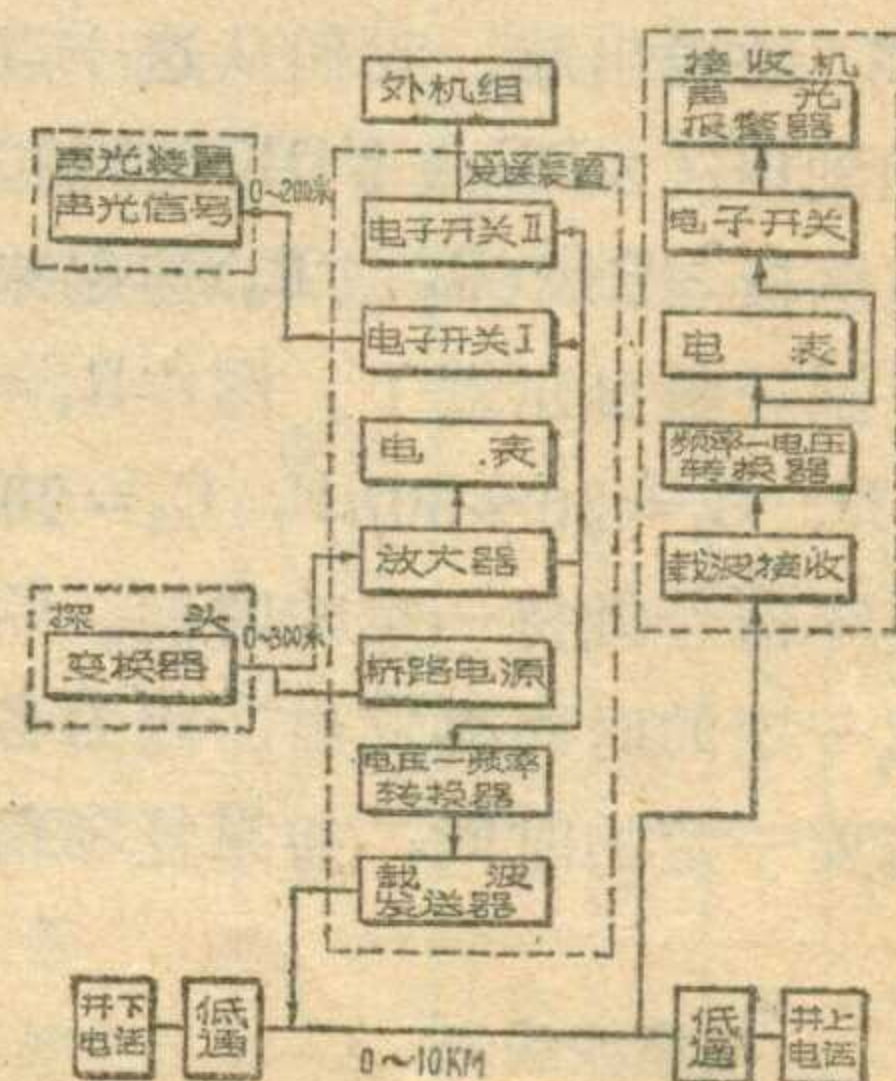 外机组
接收机
声光
报警器
声光装置
声光信号
0~200米
发送装置
电子开关Ⅱ
电子开关
电子开关Ⅰ
电表
电表
频率—电压
转换器
放大器
载波接收
探头
变换器
0~300米
桥路电源
电压—频率
转换器
载波
发送器
井下
电话
低通
0~10KM
低通
井上
电话